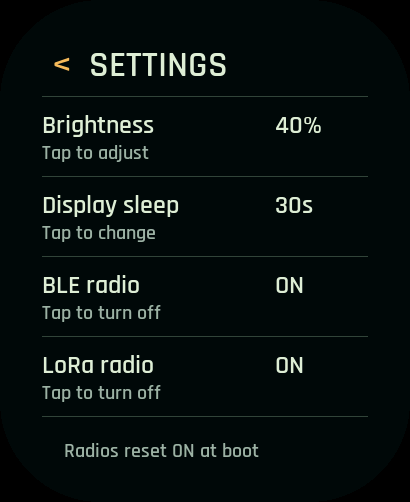 < SETTINGS
Brightness 40%
Tap to adjust
Display sleep 30s
Tap to change
BLE radio ON
Tap to turn off
LoRa radio ON
Tap to turn off
Radios reset ON at boot